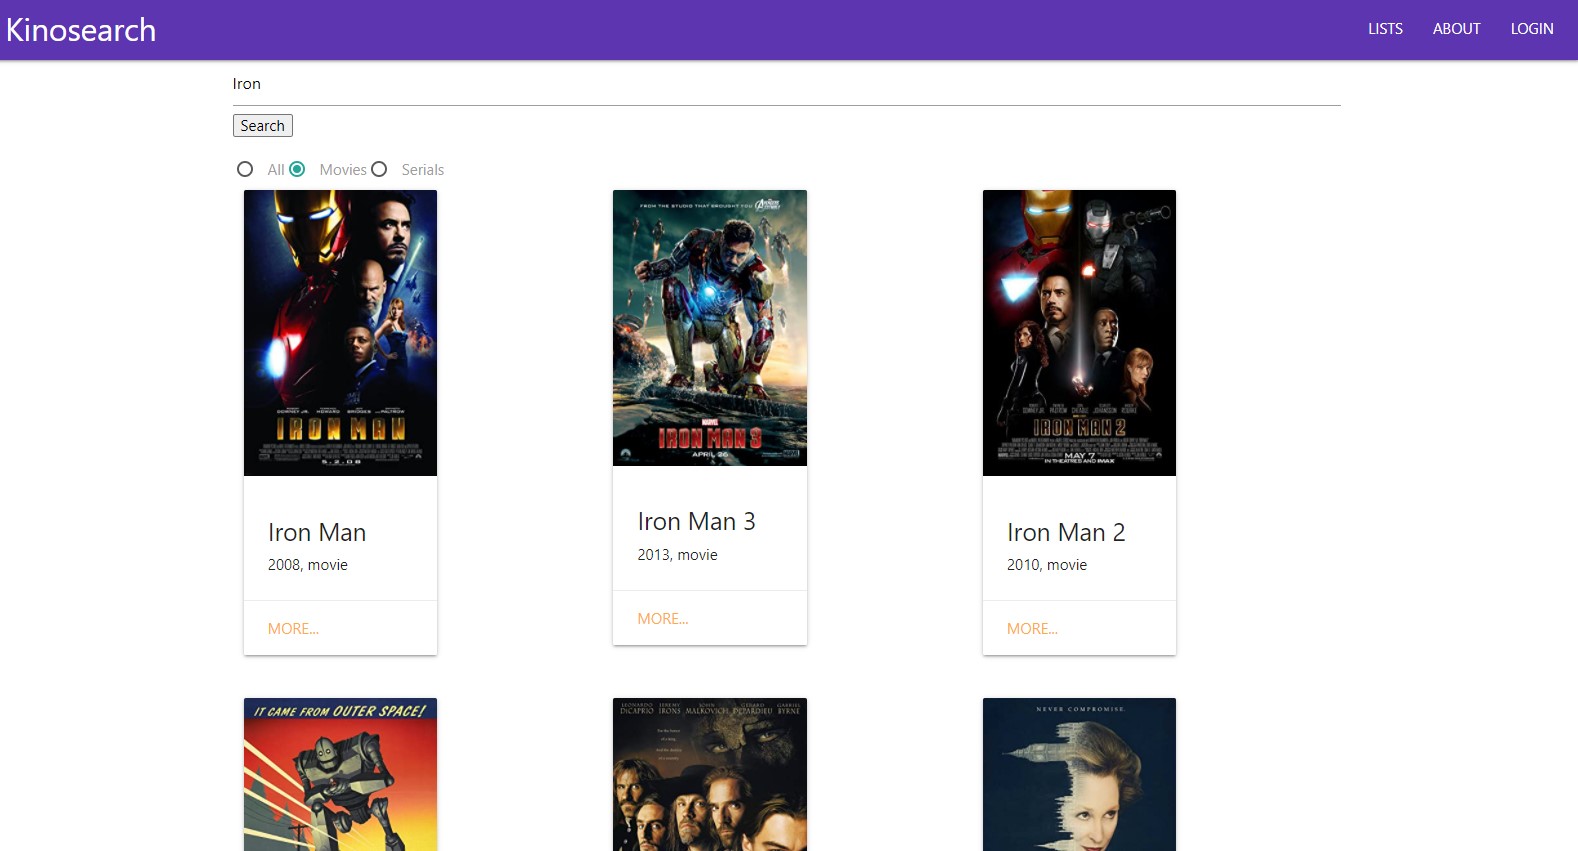 Kinosearch
LISTS
ABOUT
LOGIN
Iron
Search
All
Movies
Serials
IRON MAN
5.2.08
FROM THE STUDIO THAT BROUGHT YOU
MARVEL
IRON MAN 3
APRIL 26
IRON MAN 2
MAY 7
IN THEATRES AND IMAX
Iron Man
2008, movie
MORE...
Iron Man 3
2013, movie
MORE...
Iron Man 2
2010, movie
MORE...
IT CAME FROM OUTER SPACE!
LEONARDO JEREMY JOHN GERARD GABRIEL
DICAPRIO IRONS MALKOVICH DEPARDIEU BYRNE
NEVER COMPROMISE.